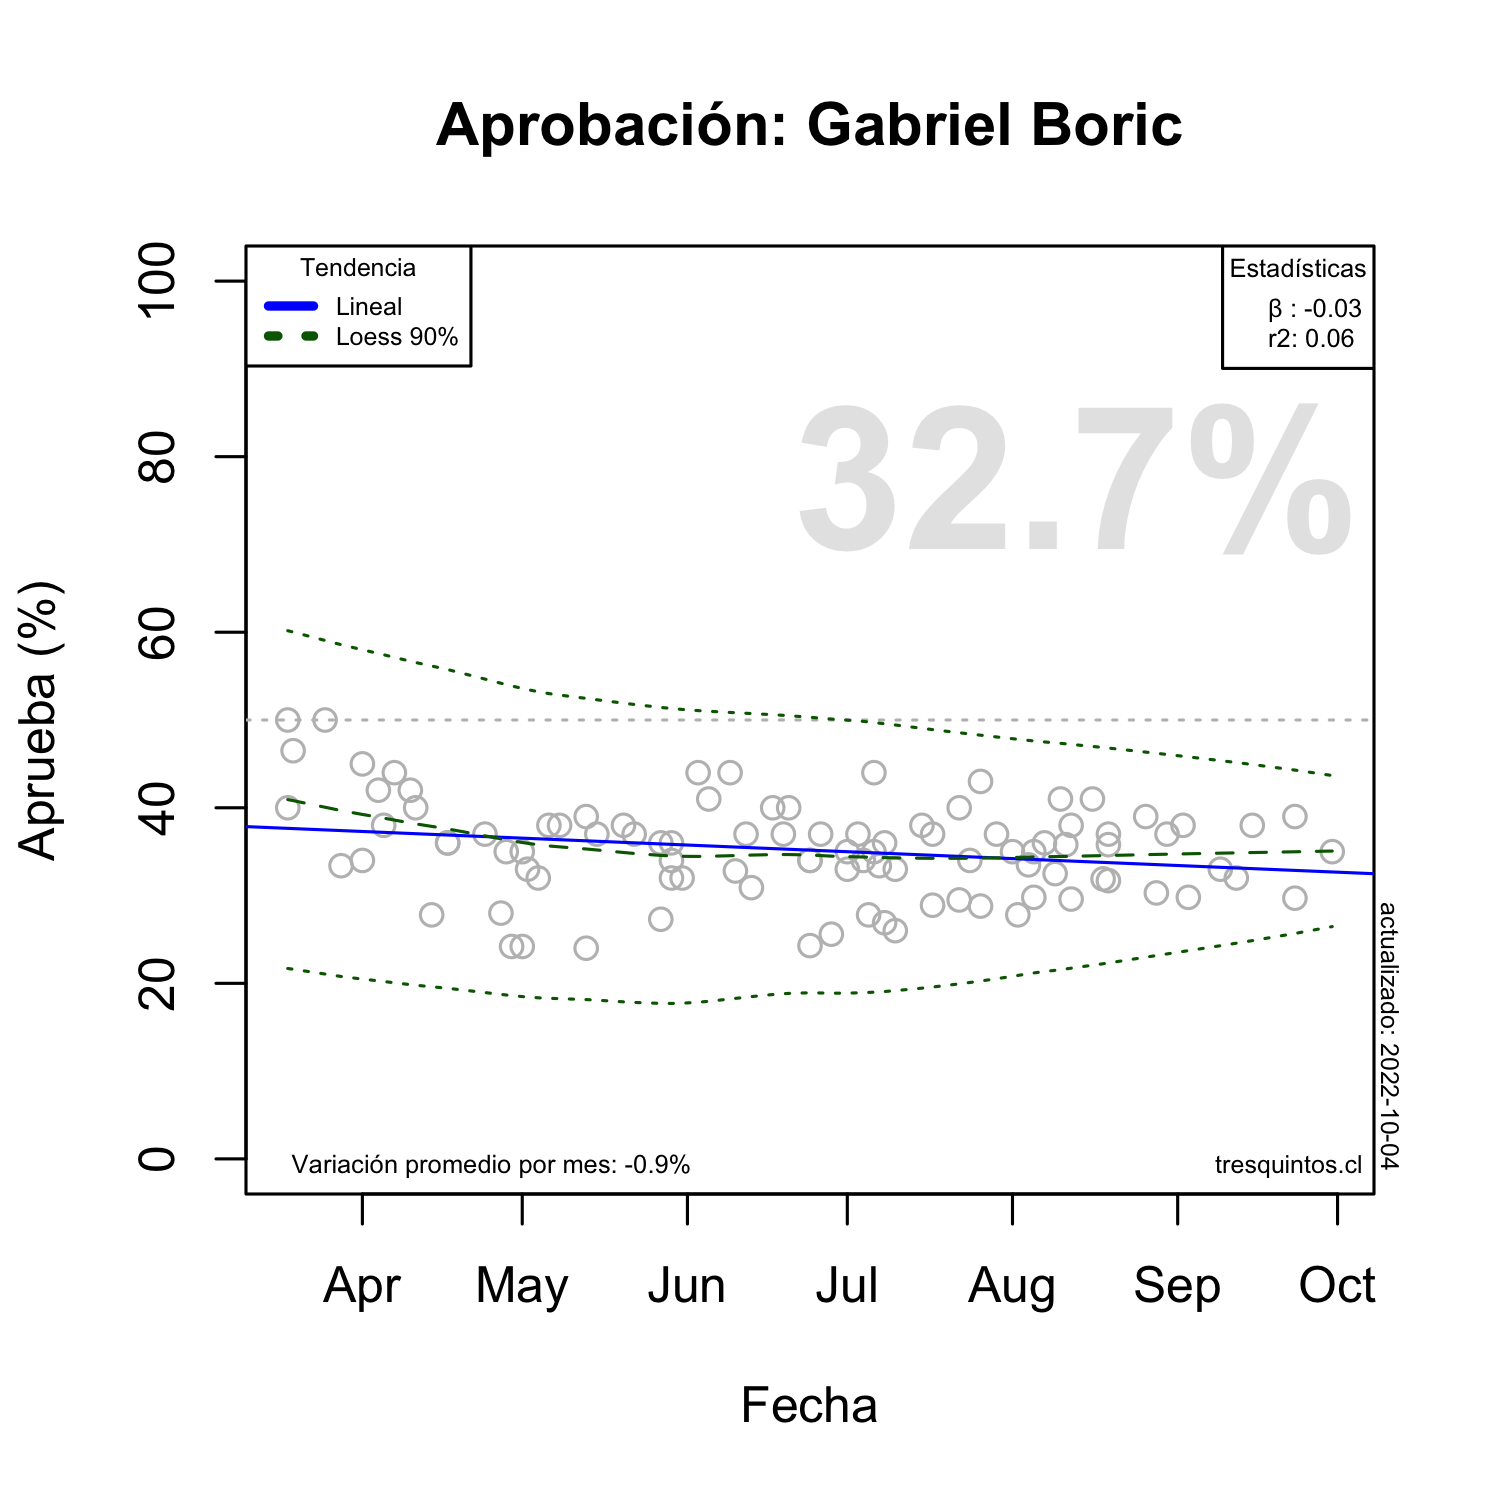 Aprobación: Gabriel Boric
Tendencia
Lineal
Loess 90%
Estadísticas
β : -0.03
r2: 0.06
32.7%
Aprueba (%)
100
80
60
40
20
0
Variación promedio por mes: -0.9%
tresquintos.cl
actualizado: 2022-10-04
Apr May Jun Jul Aug Sep Oct
Fecha